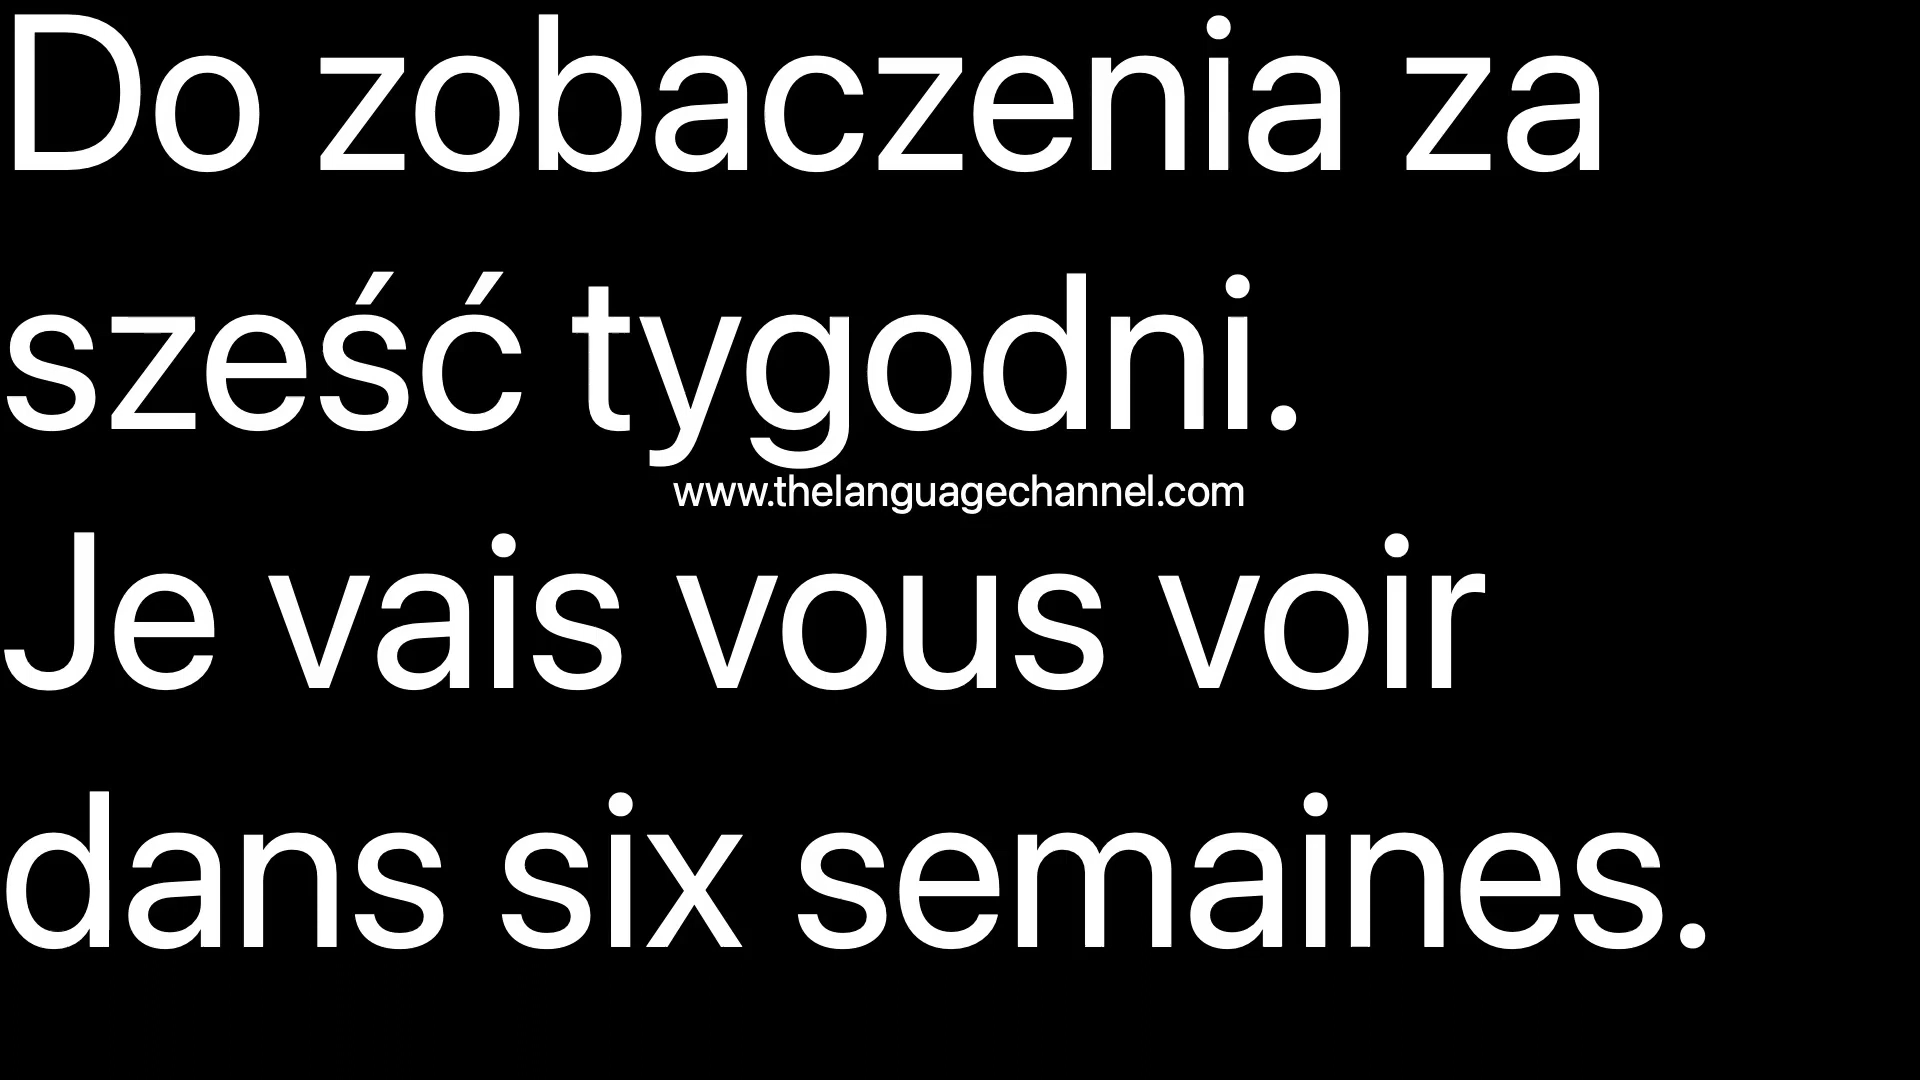 Do zobaczenia za
sześć tygodni.
www.thelanguagechannel.com
Je vais vous voir
dans six semaines.